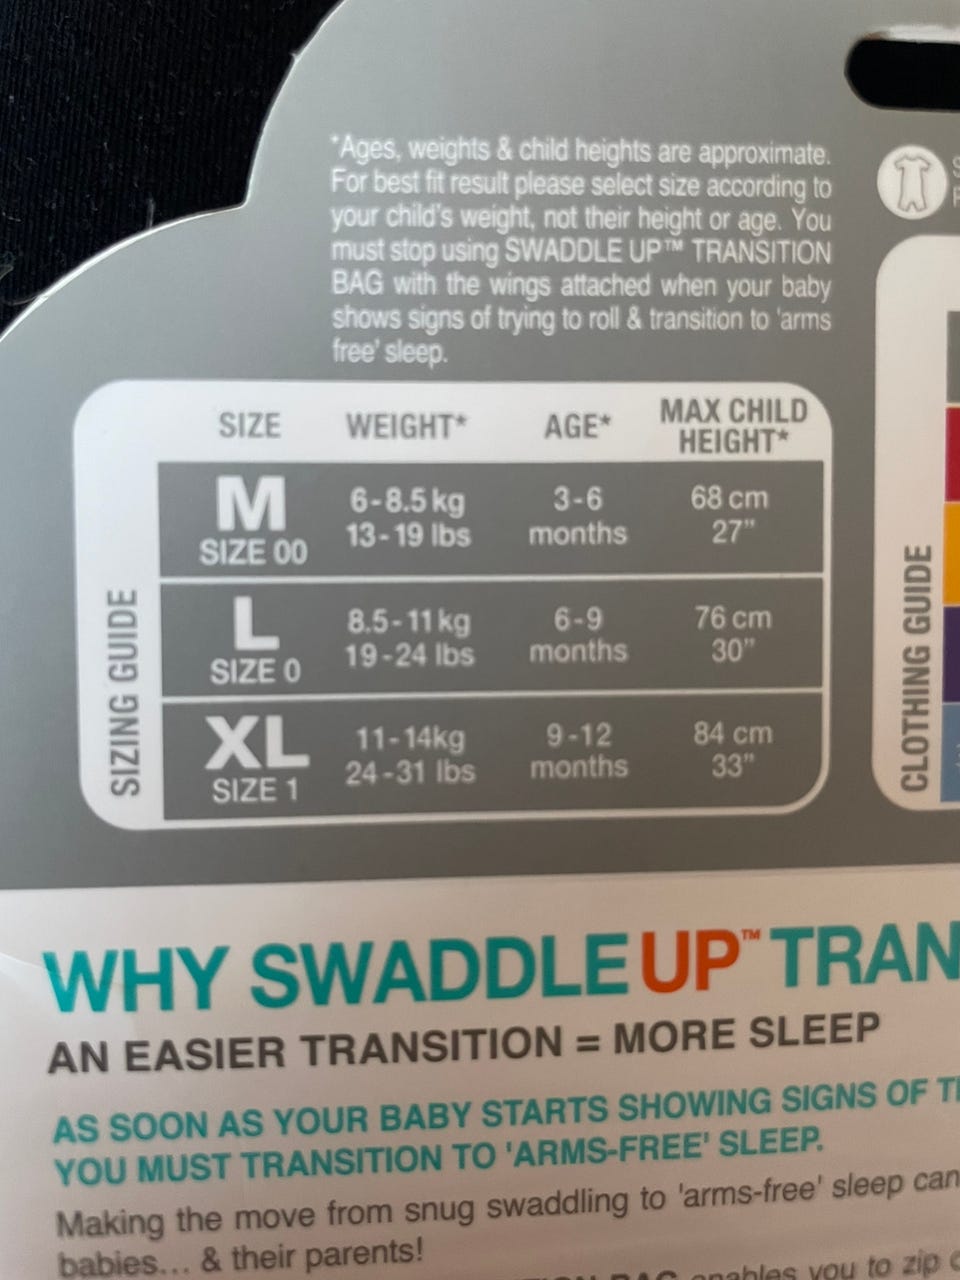 *Ages, weights & child heights are approximate.
For best fit result please select size according to
your child's weight, not their height or age. You
must stop using SWADDLE UP™ TRANSITION
BAG with the wings attached when your baby
shows signs of trying to roll & transition to 'arms
free' sleep.
SIZING GUIDE
SIZE WEIGHT* AGE* MAX CHILD
HEIGHT*
M 6-8.5 kg 3-6 68 cm
SIZE 00 13-19 lbs months 27"
L 8.5-11 kg 6-9 76 cm
SIZE 0 19-24 lbs months 30"
XL 11-14kg 9-12 84 cm
SIZE 1 24-31 lbs months 33"
CLOTHING GUIDE
WHY SWADDLE UP™ TRAN
AN EASIER TRANSITION = MORE SLEEP
AS SOON AS YOUR BABY STARTS SHOWING SIGNS OF
YOU MUST TRANSITION TO 'ARMS-FREE' SLEEP.
Making the move from snug swaddling to 'arms-free' sleep can
babies... & their parents!
BAG enables you to zip